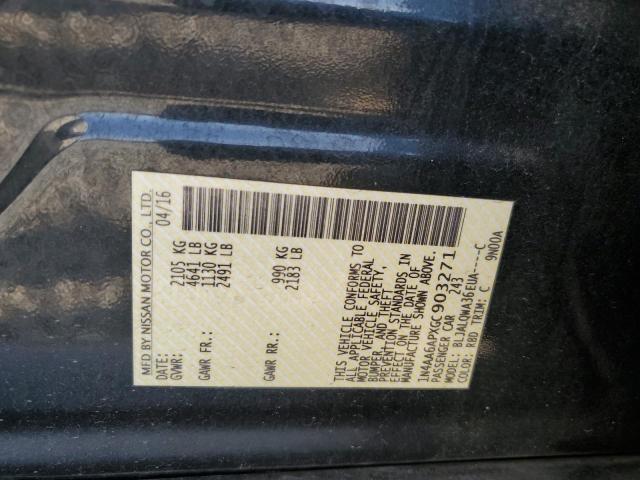 MFD BY NISSAN MOTOR CO., LTD.
DATE: 04/16
GVWR: 2105 KG
4641 LB
GAWR FR.: 1130 KG
2491 LB
GAWR RR.: 990 KG
2183 LB
THIS VEHICLE CONFORMS TO
ALL APPLICABLE FEDERAL
MOTOR VEHICLE SAFETY,
BUMPER, AND THEFT
PREVENTION STANDARDS IN
EFFECT ON THE DATE OF
MANUFACTURE SHOWN ABOVE.
1N4AA6APXGC903271
PASSENGER CAR 243
MODEL: BLJALQWA36EUA-----C
COLOR: RBD TRIM: C 9N00A